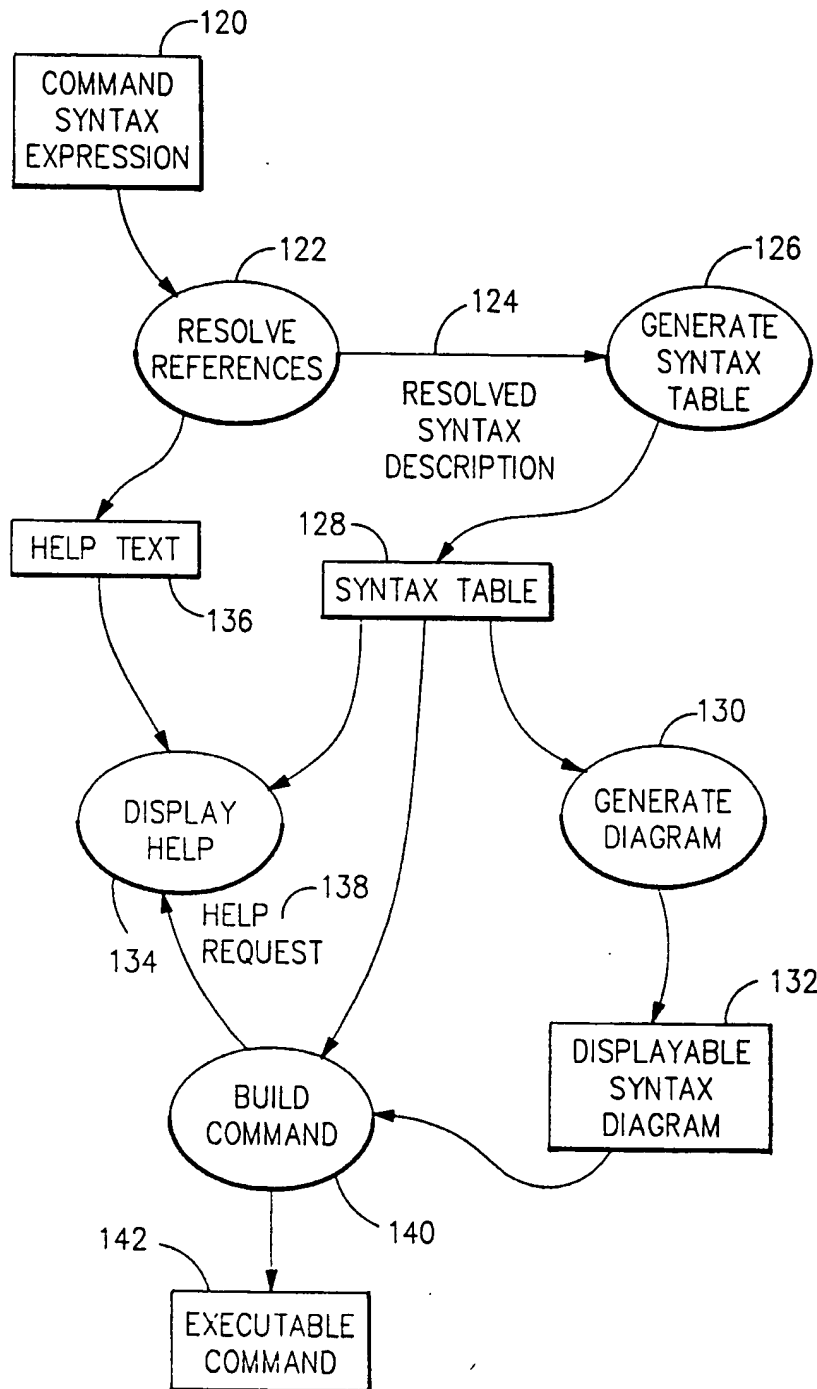 120
COMMAND
SYNTAX
EXPRESSION
122
RESOLVE
REFERENCES
124
RESOLVED
SYNTAX
DESCRIPTION
126
GENERATE
SYNTAX
TABLE
HELP TEXT
136
128
SYNTAX TABLE
130
GENERATE
DIAGRAM
DISPLAY
HELP
134
HELP
REQUEST
138
132
DISPLAYABLE
SYNTAX
DIAGRAM
BUILD
COMMAND
140
142
EXECUTABLE
COMMAND